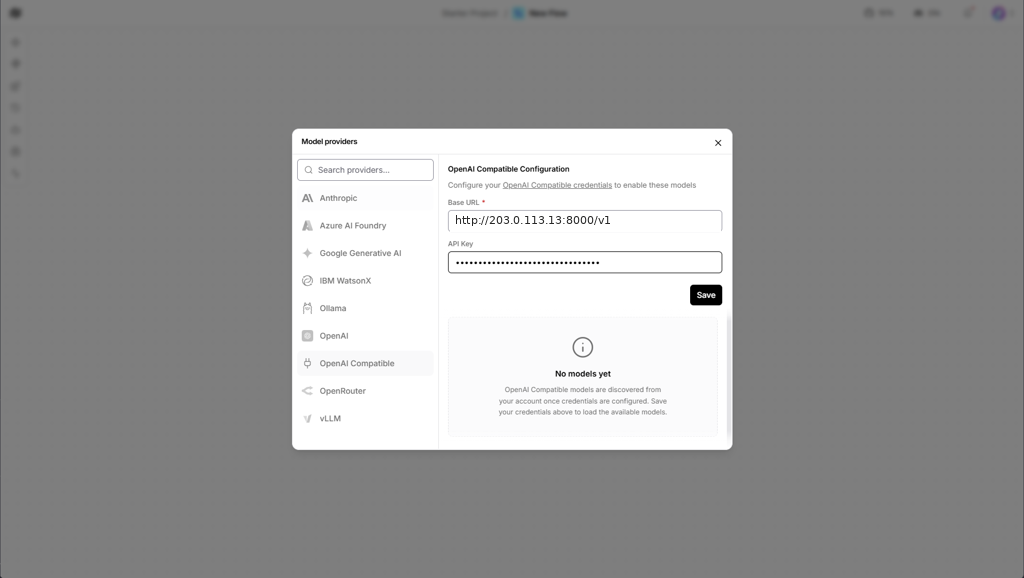 Model providers
Search providers...
Anthropic
Azure AI Foundry
Google Generative AI
IBM WatsonX
Ollama
OpenAI
OpenAI Compatible
OpenRouter
vLLM
OpenAI Compatible Configuration
Configure your OpenAI Compatible credentials to enable these models
Base URL *
http://203.0.113.13:8000/v1
API Key
••••••••••••••••••••••••••••••••
Save
No models yet
OpenAI Compatible models are discovered from
your account once credentials are configured. Save
your credentials above to load the available models.